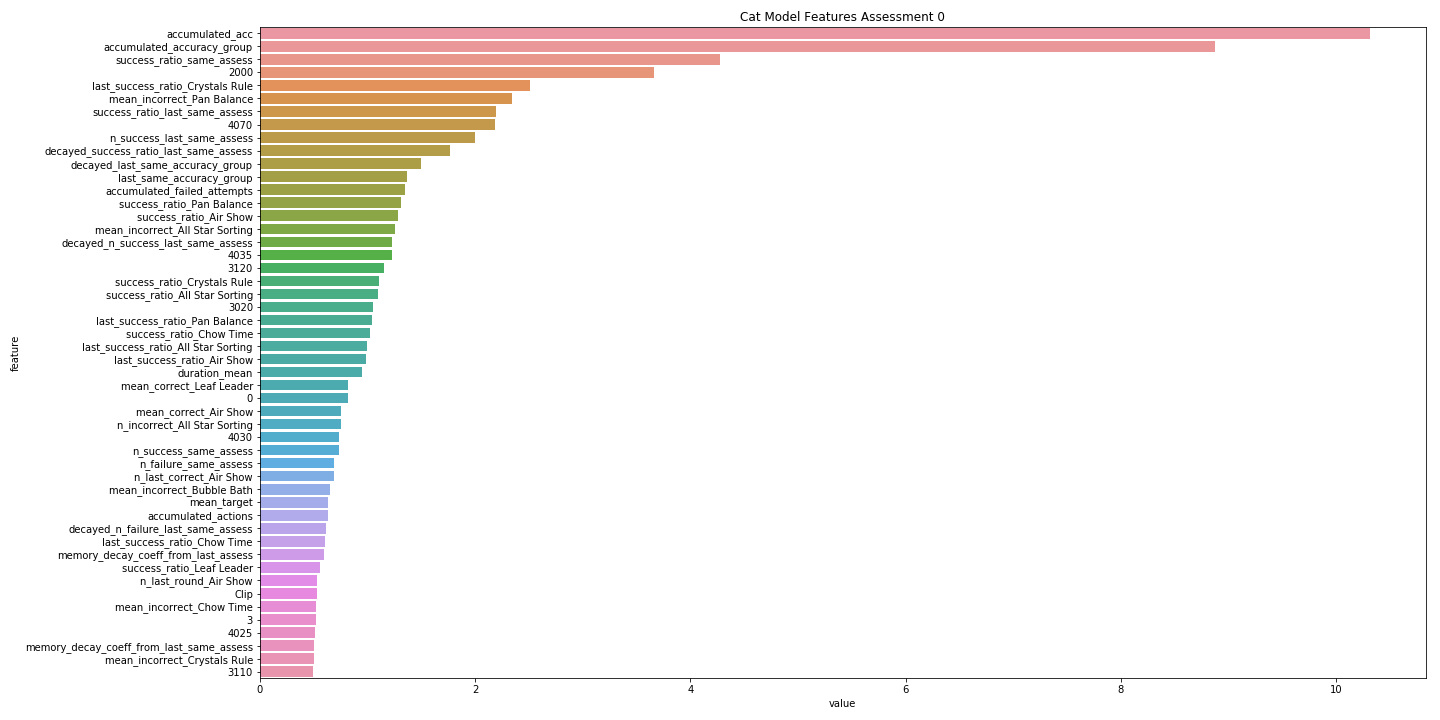 Cat Model Features Assessment 0
accumulated_acc
accumulated_accuracy_group
success_ratio_same_assess
2000
last_success_ratio_Crystals Rule
mean_incorrect_Pan Balance
success_ratio_last_same_assess
4070
n_success_last_same_assess
decayed_success_ratio_last_same_assess
decayed_last_same_accuracy_group
last_same_accuracy_group
accumulated_failed_attempts
success_ratio_Pan Balance
success_ratio_Air Show
mean_incorrect_All Star Sorting
decayed_n_success_last_same_assess
4035
3120
success_ratio_Crystals Rule
success_ratio_All Star Sorting
3020
last_success_ratio_Pan Balance
success_ratio_Chow Time
last_success_ratio_All Star Sorting
last_success_ratio_Air Show
duration_mean
mean_correct_Leaf Leader
0
mean_correct_Air Show
n_incorrect_All Star Sorting
4030
n_success_same_assess
n_failure_same_assess
n_last_correct_Air Show
mean_incorrect_Bubble Bath
mean_target
accumulated_actions
decayed_n_failure_last_same_assess
last_success_ratio_Chow Time
memory_decay_coeff_from_last_assess
success_ratio_Leaf Leader
n_last_round_Air Show
Clip
mean_incorrect_Chow Time
3
4025
memory_decay_coeff_from_last_same_assess
mean_incorrect_Crystals Rule
3110
feature
0 2 4 6 8 10
value